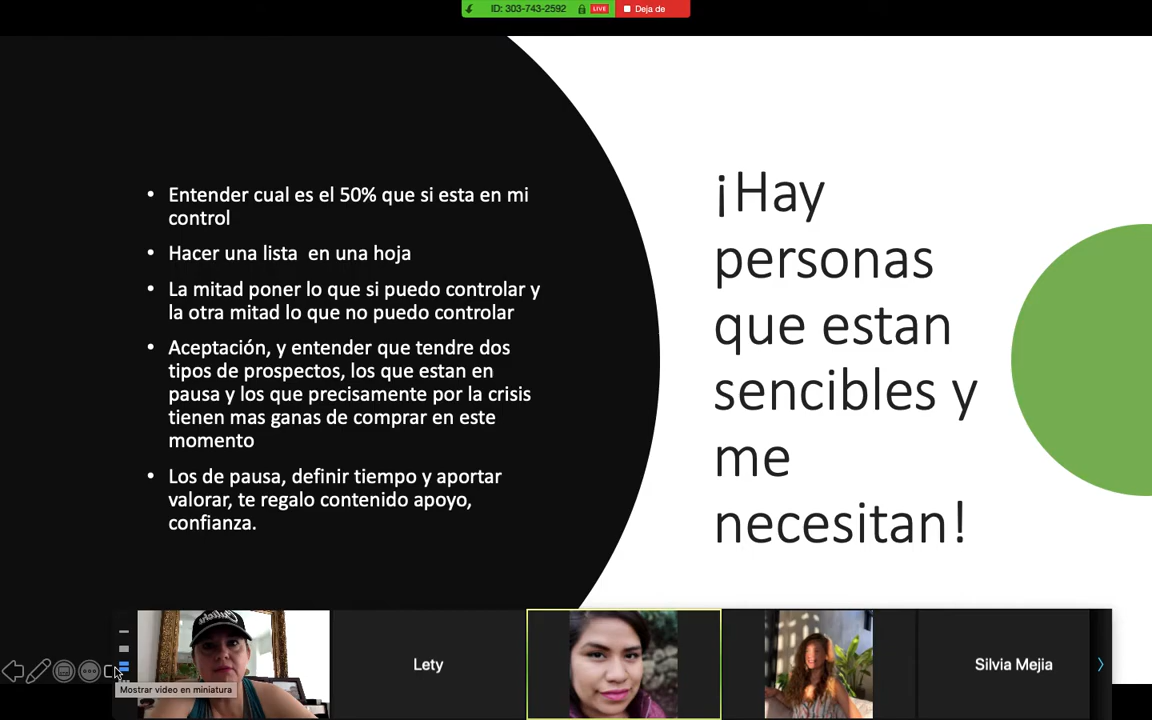 ID: 303-743-2592
LIVE
Deja de
• Entender cual es el 50% que si esta en mi
control
• Hacer una lista  en una hoja
• La mitad poner lo que si puedo controlar y
la otra mitad lo que no puedo controlar
• Aceptación, y entender que tendre dos
tipos de prospectos, los que estan en
pausa y los que precisamente por la crisis
tienen mas ganas de comprar en este
momento
• Los de pausa, definir tiempo y aportar
valorar, te regalo contenido apoyo,
confianza.
¡Hay
personas
que estan
sencibles y
me
necesitan!
Lety
Silvia Mejia
Mostrar video en miniatura